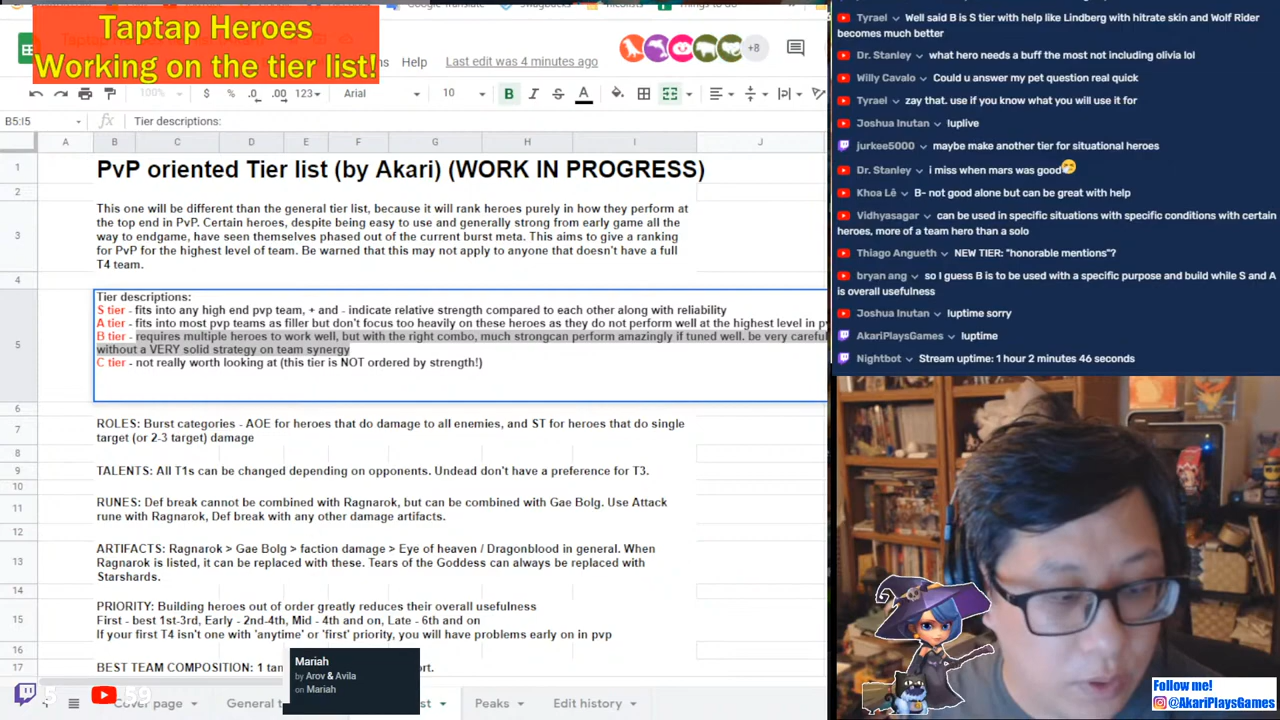 Taptap Heroes
Working on the tier list!
Help
Last edit was 4 minutes ago
+8
100%
$ % .0 .00 123
Arial
10
B I S A
B5:I5
fx
Tier descriptions:
A B C D E F G H I J
1
PvP oriented Tier list (by Akari) (WORK IN PROGRESS)
2
This one will be different than the general tier list, because it will rank heroes purely in how they perform at
the top end in PvP. Certain heroes, despite being easy to use and generally strong from early game all the
3
way to endgame, have seen themselves phased out of the current burst meta. This aims to give a ranking
for PvP for the highest level of team. Be warned that this may not apply to anyone that doesn't have a full
T4 team.
4
Tier descriptions:
S tier - fits into any high end pvp team, + and - indicate relative strength compared to each other along with reliability
A tier - fits into most pvp teams as filler but don't focus too heavily on these heroes as they do not perform well at the highest level in p
B tier - requires multiple heroes to work well, but with the right combo, much strongcan perform amazingly if tuned well. be very careful
5
without a VERY solid strategy on team synergy
C tier - not really worth looking at (this tier is NOT ordered by strength!)
6
7
ROLES: Burst categories - AOE for heroes that do damage to all enemies, and ST for heroes that do single
target (or 2-3 target) damage
8
9
TALENTS: All T1s can be changed depending on opponents. Undead don't have a preference for T3.
10
11
RUNES: Def break cannot be combined with Ragnarok, but can be combined with Gae Bolg. Use Attack
rune with Ragnarok, Def break with any other damage artifacts.
12
ARTIFACTS: Ragnarok > Gae Bolg > faction damage > Eye of heaven / Dragonblood in general. When
13
Ragnarok is listed, it can be replaced with these. Tears of the Goddess can always be replaced with
Starshards.
14
PRIORITY: Building heroes out of order greatly reduces their overall usefulness
15
First - best 1st-3rd, Early - 2nd-4th, Mid - 4th and on, Late - 6th and on
If your first T4 isn't one with 'anytime' or 'first' priority, you will have problems early on in pvp
16
17
BEST TEAM COMPOSITION: 1 tan
Mariah
by Arov & Avila
on Mariah
Cover page
General t
Peaks
Edit history
Tyrael Well said B is S tier with help like Lindberg with hitrate skin and Wolf Rider
becomes much better
Dr. Stanley what hero needs a buff the most not including olivia lol
Willy Cavalo Could u answer my pet question real quick
Tyrael zay that. use if you know what you will use it for
Joshua Inutan !uplive
jurkee5000 maybe make another tier for situational heroes
Dr. Stanley i miss when mars was good
Khoa Lê B- not good alone but can be great with help
Vidhyasagar can be used in specific situations with specific conditions with certain
heroes, more of a team hero than a solo
Thiago Angueth NEW TIER: "honorable mentions"?
bryan ang so I guess B is to be used with a specific purpose and build while S and A
is overall usefulness
Joshua Inutan !uptime sorry
AkariPlaysGames !uptime
Nightbot Stream uptime: 1 hour 2 minutes 46 seconds
Follow me!
@AkariPlaysGames